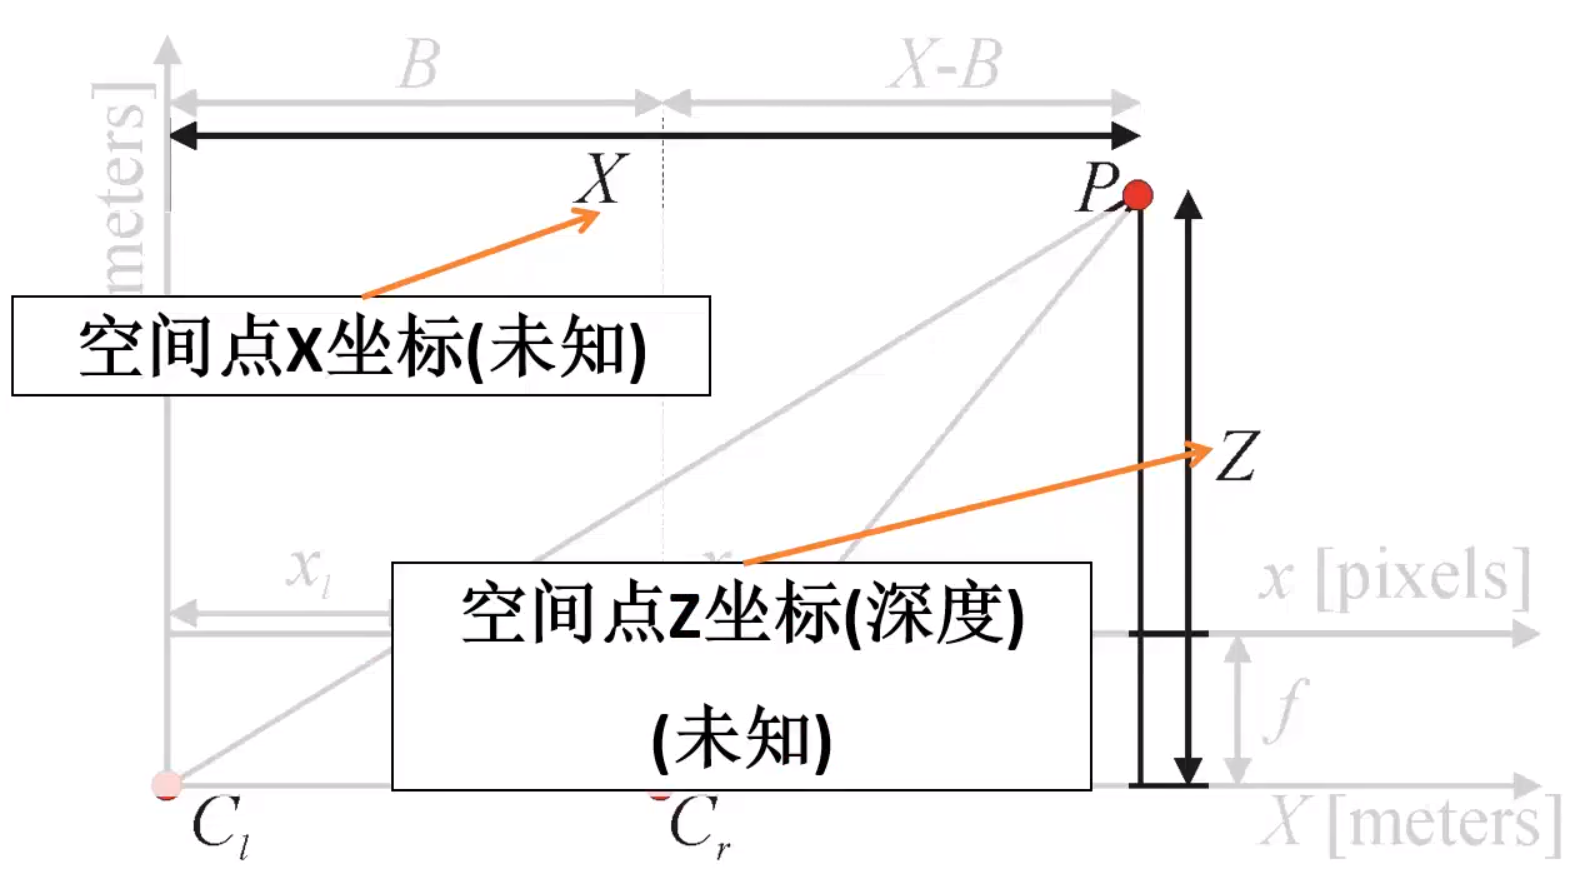 B
X-B
[meters]
X
P
空间点X坐标(未知)
Z
x_l
x [pixels]
空间点Z坐标(深度)
(未知)
f
C_l
C_r
X [meters]